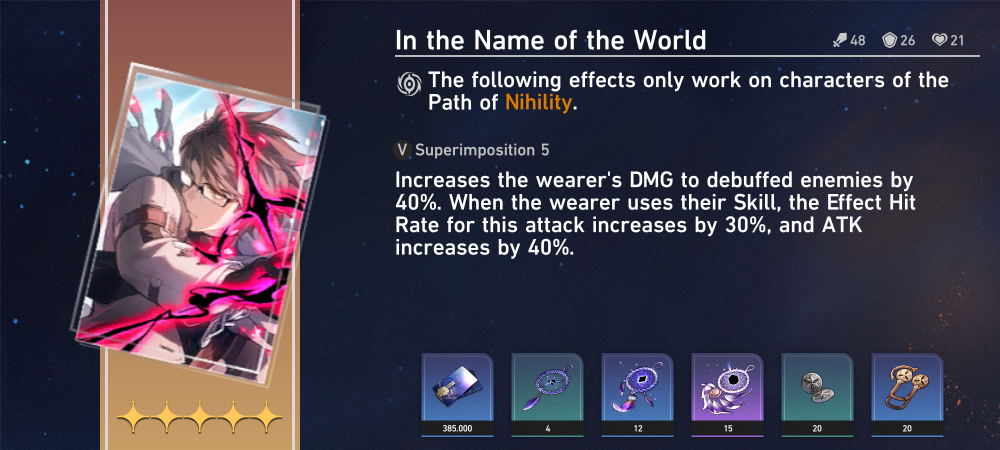 In the Name of the World
48 26 21
The following effects only work on characters of the
Path of Nihility.
V Superimposition 5
Increases the wearer's DMG to debuffed enemies by
40%. When the wearer uses their Skill, the Effect Hit
Rate for this attack increases by 30%, and ATK
increases by 40%.
385.000 4 12 15 20 20